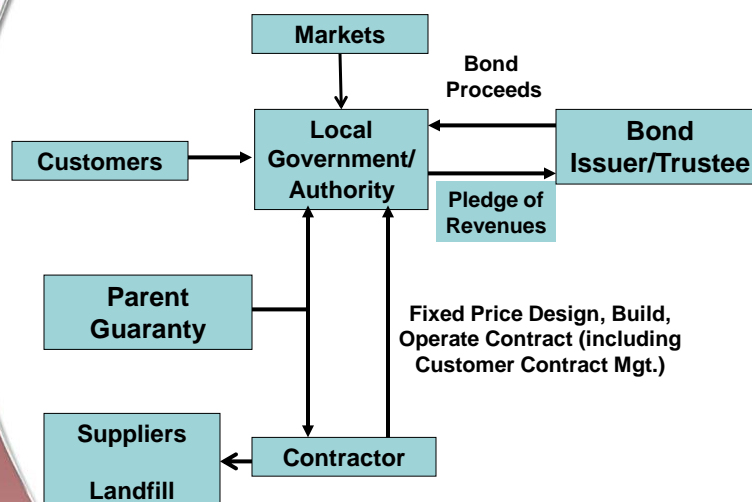 Markets
Bond
Proceeds
Local
Government/
Authority
Bond
Issuer/Trustee
Customers
Pledge of
Revenues
Parent
Guaranty
Fixed Price Design, Build,
Operate Contract (including
Customer Contract Mgt.)
Suppliers
Landfill
Contractor